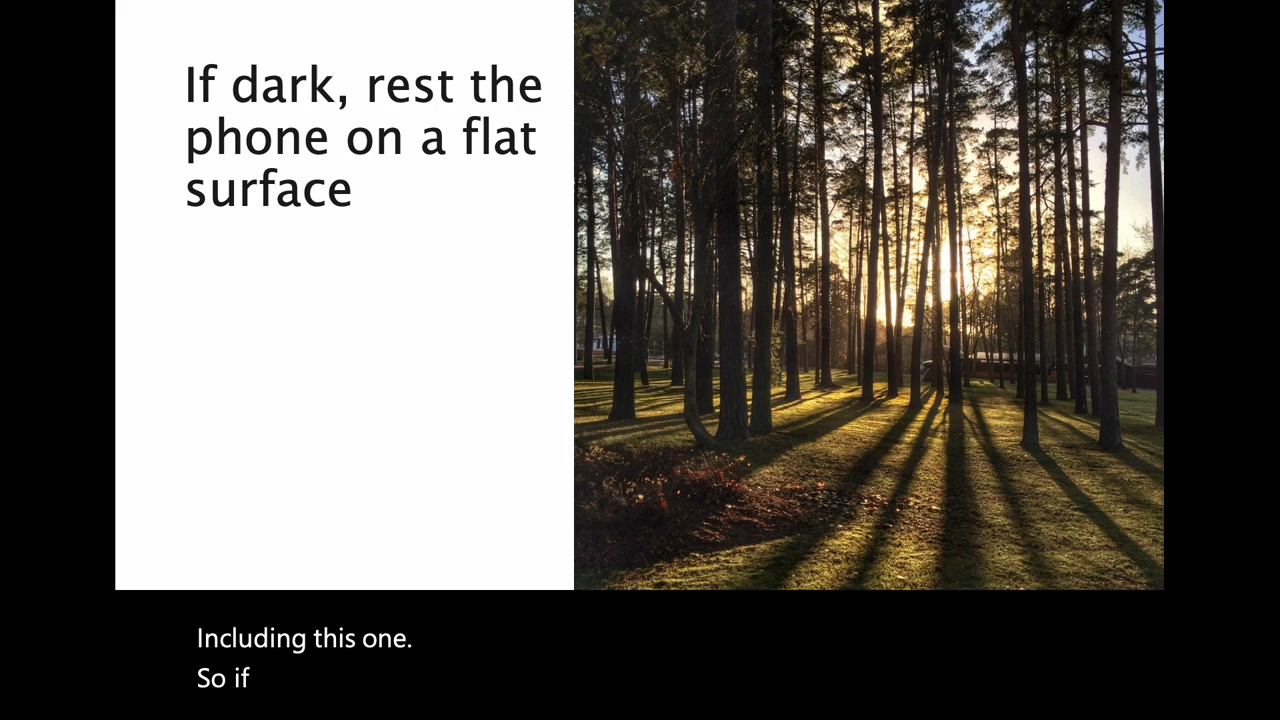 If dark, rest the
phone on a flat
surface
Including this one.
So if